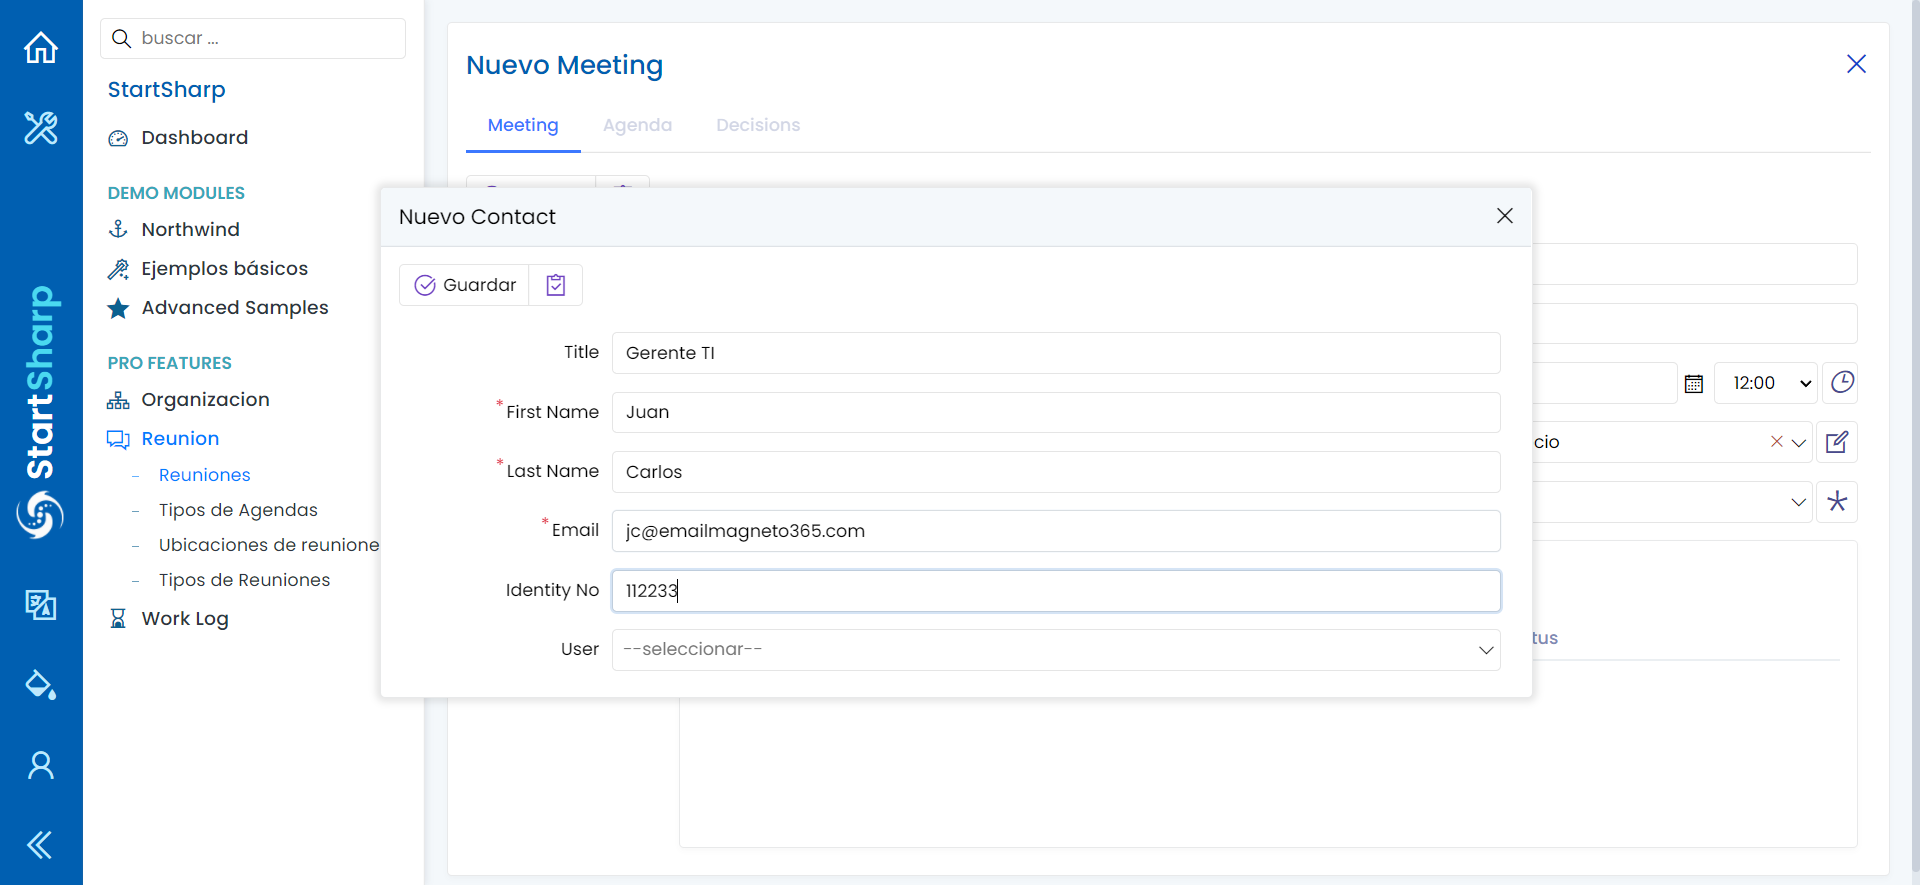 buscar ...
StartSharp
Dashboard
DEMO MODULES
Northwind
Ejemplos básicos
Advanced Samples
PRO FEATURES
Organizacion
Reunion
Reuniones
Tipos de Agendas
Ubicaciones de reunione
Tipos de Reuniones
Work Log
StartSharp
Nuevo Meeting
Meeting
Agenda
Decisions
Nuevo Contact
Guardar
Title
Gerente TI
*First Name
Juan
*Last Name
Carlos
*Email
jc@emailmagneto365.com
Identity No
112233
User
--seleccionar--
12:00
cio
tus